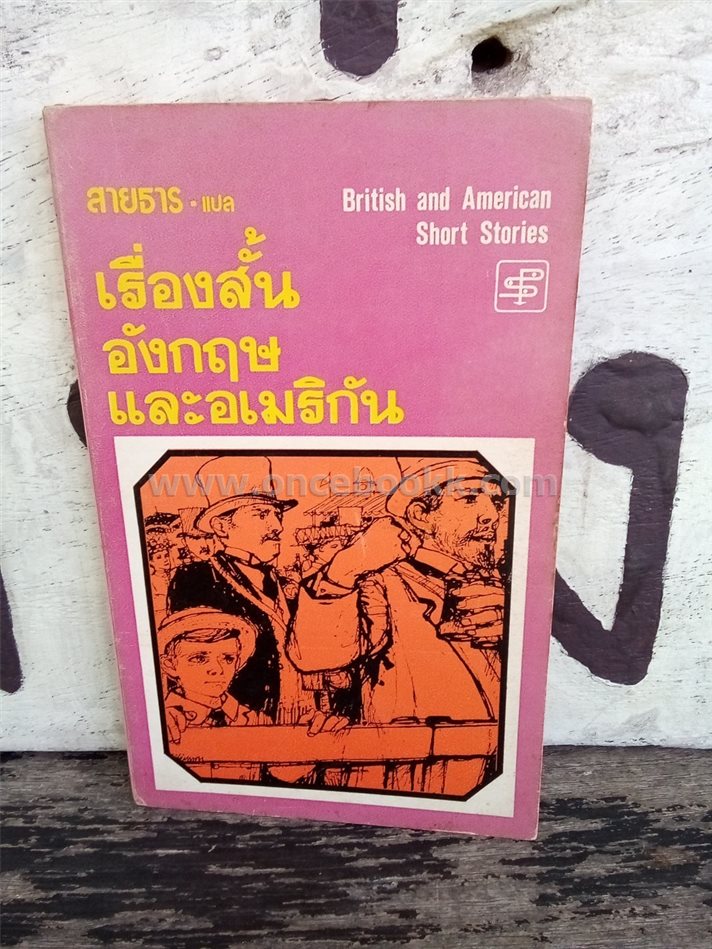 สายธาร • แปล
British and American
Short Stories
เรื่องสั้น
อังกฤษ
และอเมริกัน
www.oncebookk.com